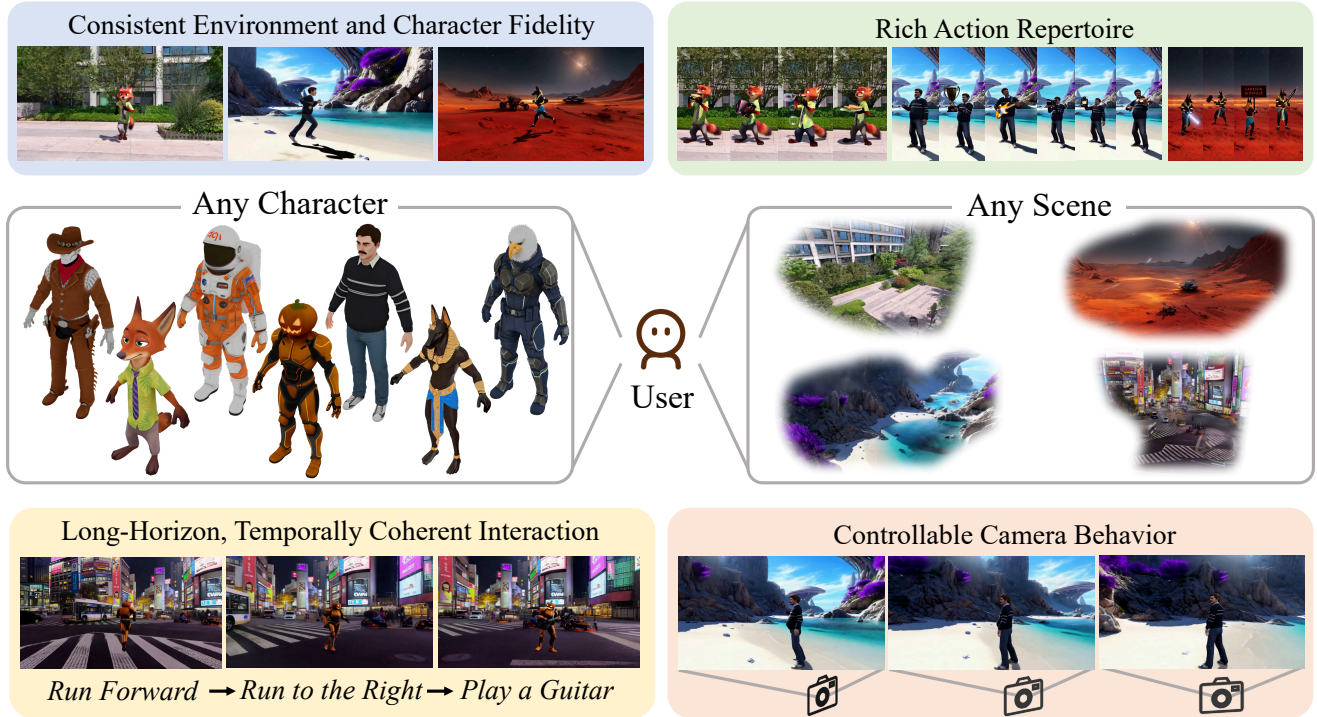 Consistent Environment and Character Fidelity
Rich Action Repertoire
Any Character
Any Scene
User
Long-Horizon, Temporally Coherent Interaction
Controllable Camera Behavior
Run Forward → Run to the Right → Play a Guitar